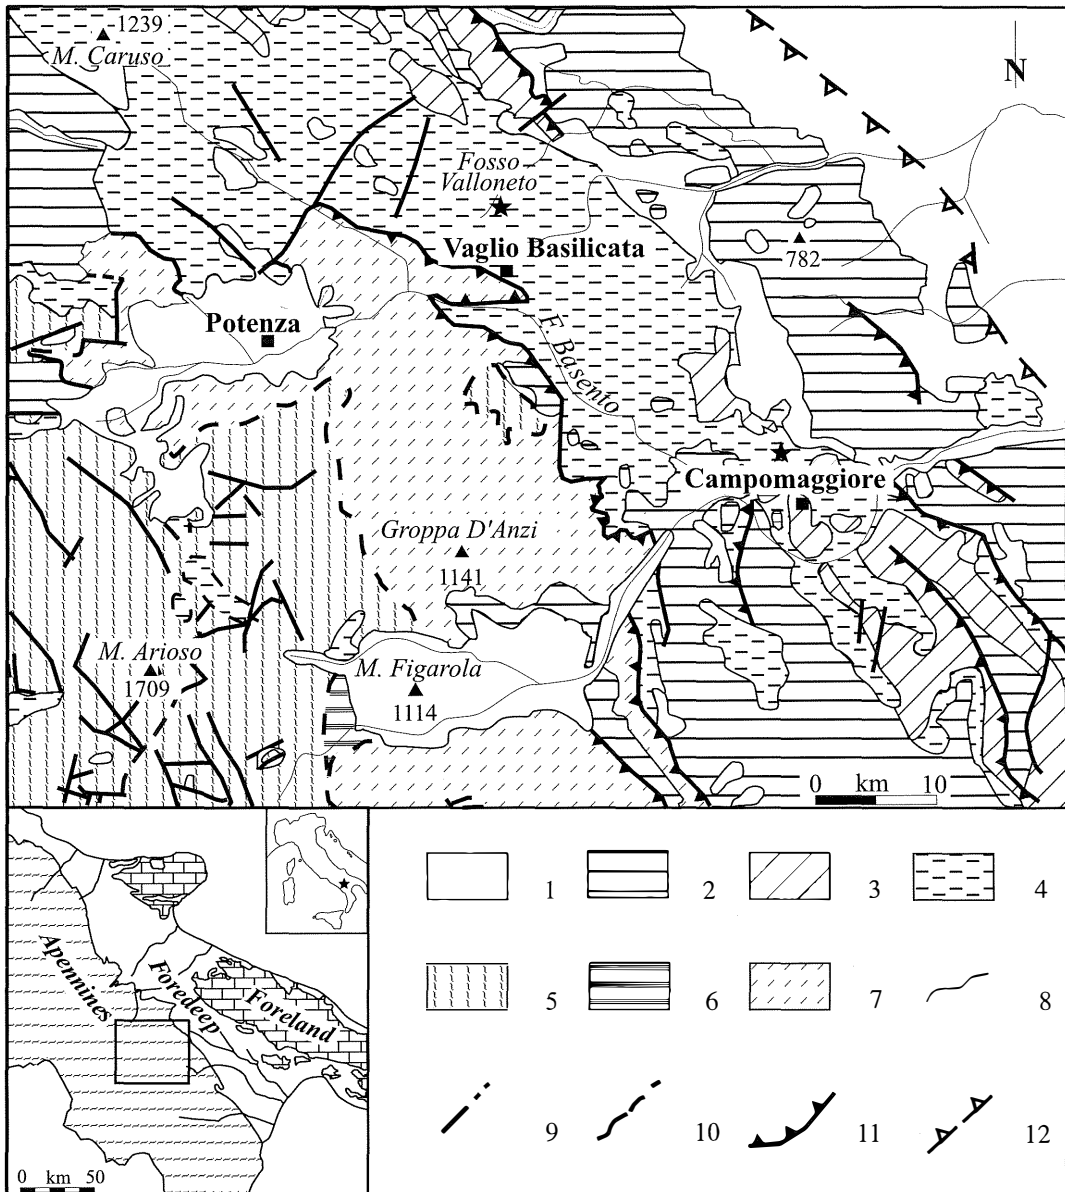 1239
M. Caruso
N
Fosso
Valloneto
Vaglio Basilicata
782
Potenza
F. Basento
Campomaggiore
Groppa D'Anzi
1141
M. Arioso
1709
M. Figarola
1114
0 km 10
Apennines
Foredeep
Foreland
0 km 50
1
2
3
4
5
6
7
8
9
10
11
12